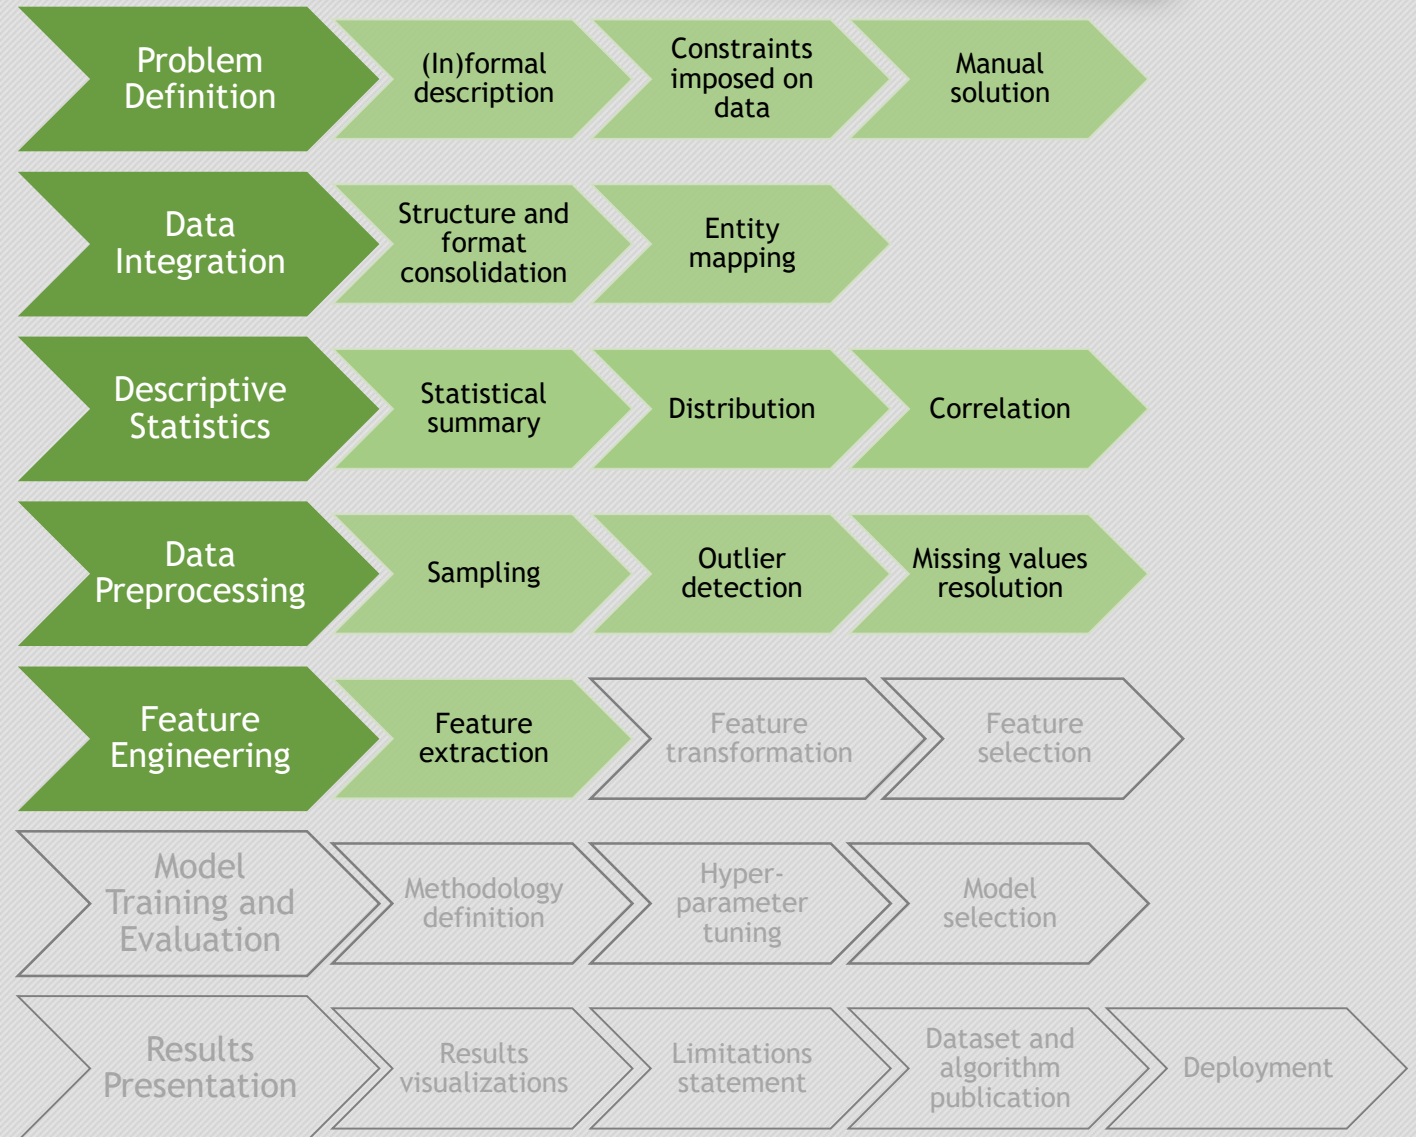 Problem
Definition
(In)formal
description
Constraints
imposed on
data
Manual
solution
Data
Integration
Structure and
format
consolidation
Entity
mapping
Descriptive
Statistics
Statistical
summary
Distribution
Correlation
Data
Preprocessing
Sampling
Outlier
detection
Missing values
resolution
Feature
Engineering
Feature
extraction
Feature
transformation
Feature
selection
Model
Training and
Evaluation
Methodology
definition
Hyper-
parameter
tuning
Model
selection
Results
Presentation
Results
visualizations
Limitations
statement
Dataset and
algorithm
publication
Deployment